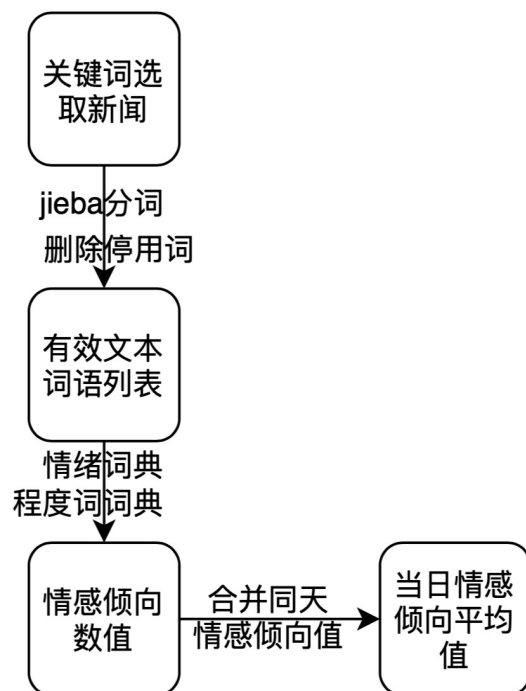 关键词选
取新闻
jieba分词
删除停用词
有效文本
词语列表
情绪词典
程度词词典
情感倾向
数值
合并同天
情感倾向值
当日情感
倾向平均
值